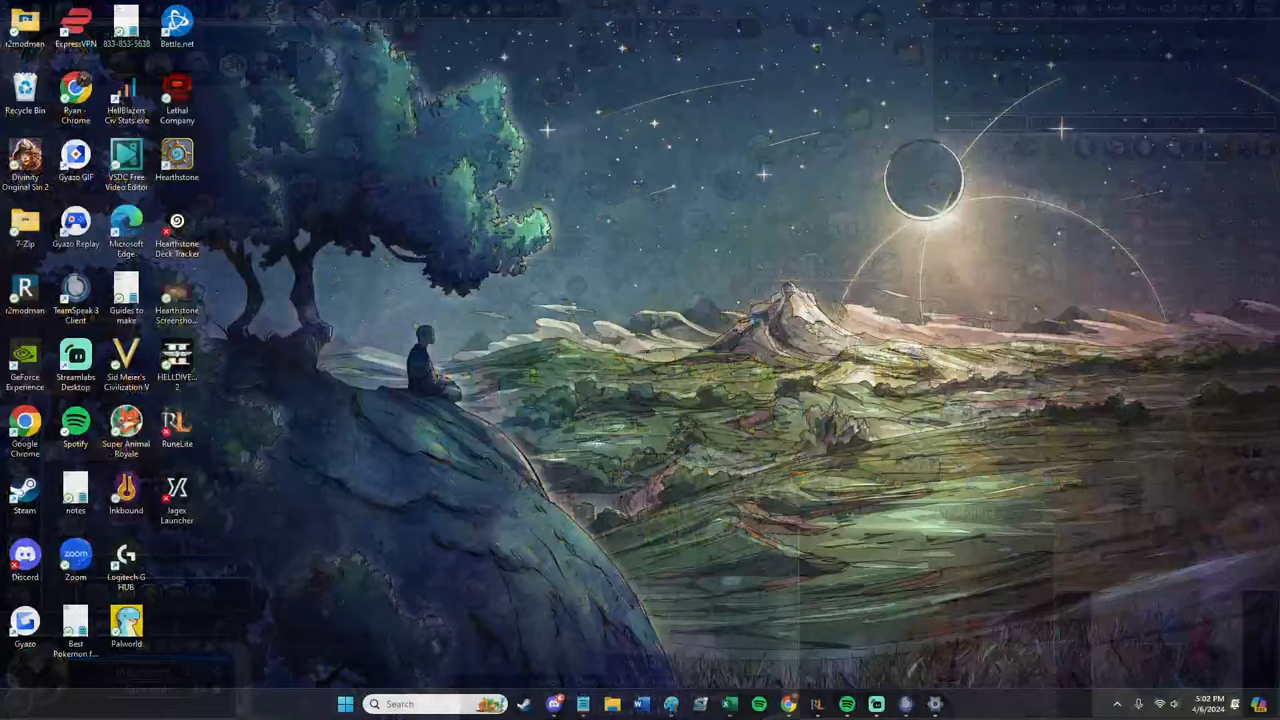 r2modman
ExpressVPN
833-853-5638
Battle.net
Recycle Bin
Ryan -
Chrome
HellBlazers
Civ Stats.exe
Lethal
Company
Divinity
Original Sin 2
Gyazo GIF
VSDC Free
Video Editor
Hearthstone
7-Zip
Gyazo Replay
Microsoft
Edge
Hearthstone
Deck Tracker
r2modman
TeamSpeak 3
Client
Guides to
make
Hearthstone
Screensho...
GeForce
Experience
Streamlabs
Desktop
Sid Meier's
Civilization V
HELLDIVE...
2
Google
Chrome
Spotify
Super Animal
Royale
RuneLite
Steam
notes
Inkbound
Jagex
Launcher
Discord
Zoom
Logitech G
HUB
Gyazo
Best
Pokemon f...
Palworld
Search
5:02 PM
4/6/2024